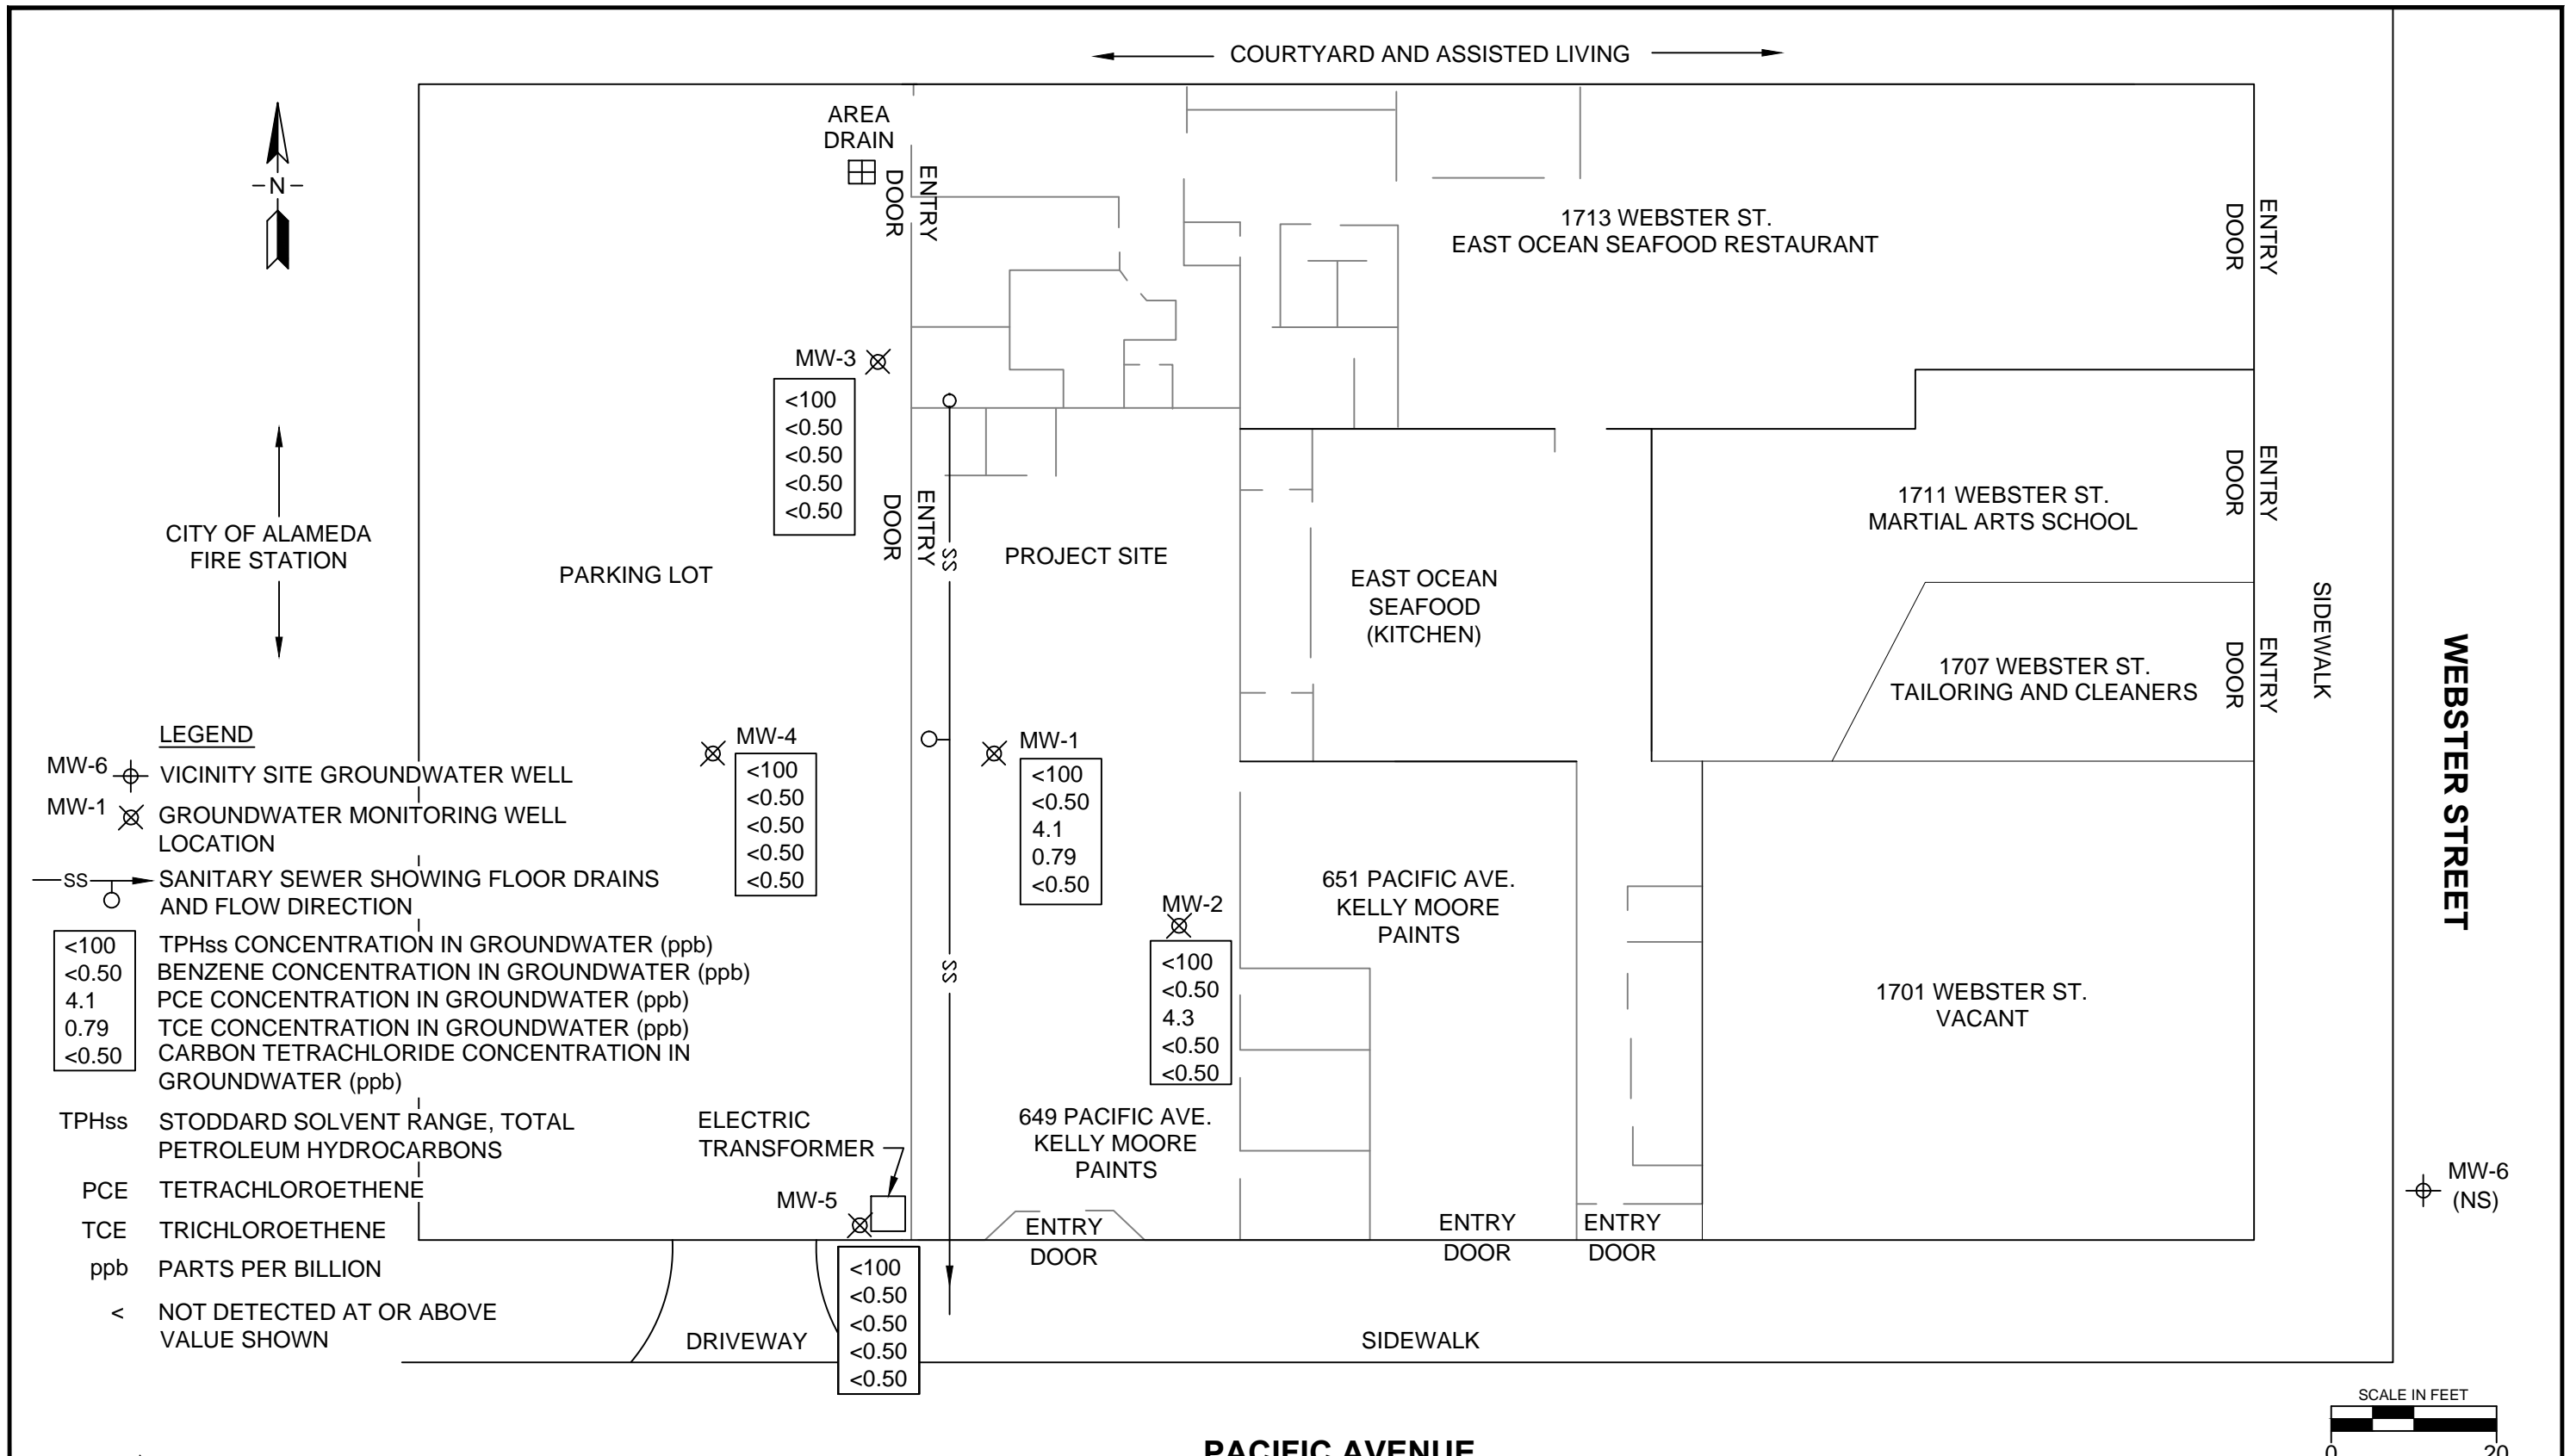 COURTYARD AND ASSISTED LIVING
AREA
DRAIN
ENTRY
DOOR
N
1713 WEBSTER ST.
EAST OCEAN SEAFOOD RESTAURANT
ENTRY
DOOR
MW-3
<100
<0.50
<0.50
<0.50
<0.50
ENTRY
DOOR
SS
CITY OF ALAMEDA
FIRE STATION
PARKING LOT
PROJECT SITE
EAST OCEAN
SEAFOOD
(KITCHEN)
1711 WEBSTER ST.
MARTIAL ARTS SCHOOL
ENTRY
DOOR
1707 WEBSTER ST.
TAILORING AND CLEANERS
ENTRY
DOOR
SIDEWALK
WEBSTER STREET
MW-4
<100
<0.50
<0.50
<0.50
<0.50
MW-1
<100
<0.50
4.1
0.79
<0.50
MW-2
<100
<0.50
4.3
<0.50
<0.50
SS
651 PACIFIC AVE.
KELLY MOORE
PAINTS
1701 WEBSTER ST.
VACANT
649 PACIFIC AVE.
KELLY MOORE
PAINTS
ELECTRIC
TRANSFORMER
MW-5
<100
<0.50
<0.50
<0.50
<0.50
ENTRY
DOOR
ENTRY
DOOR
ENTRY
DOOR
MW-6
(NS)
DRIVEWAY
SIDEWALK
LEGEND
MW-6 VICINITY SITE GROUNDWATER WELL
MW-1 GROUNDWATER MONITORING WELL
LOCATION
SS SANITARY SEWER SHOWING FLOOR DRAINS
AND FLOW DIRECTION
<100 TPHss CONCENTRATION IN GROUNDWATER (ppb)
<0.50 BENZENE CONCENTRATION IN GROUNDWATER (ppb)
4.1 PCE CONCENTRATION IN GROUNDWATER (ppb)
0.79 TCE CONCENTRATION IN GROUNDWATER (ppb)
<0.50 CARBON TETRACHLORIDE CONCENTRATION IN
GROUNDWATER (ppb)
TPHss STODDARD SOLVENT RANGE, TOTAL
PETROLEUM HYDROCARBONS
PCE TETRACHLOROETHENE
TCE TRICHLOROETHENE
ppb PARTS PER BILLION
< NOT DETECTED AT OR ABOVE
VALUE SHOWN
PACIFIC AVENUE
SCALE IN FEET
0 20